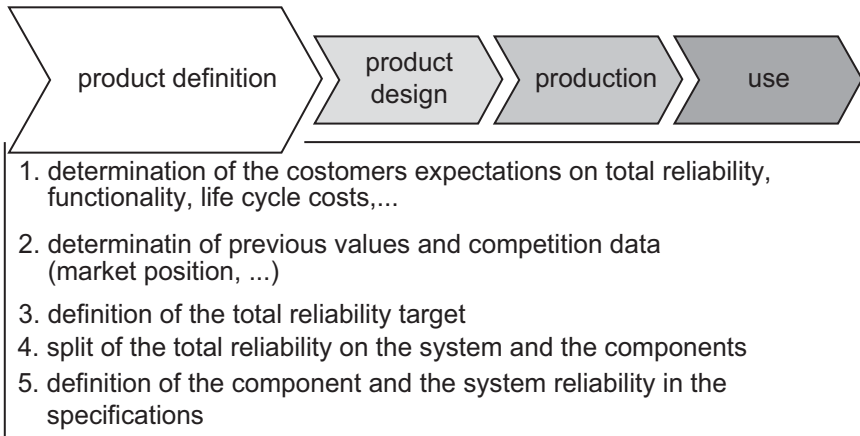 product definition
product
design
production
use
1. determination of the costomers expectations on total reliability,
functionality, life cycle costs,...
2. determinatin of previous values and competition data
(market position, ...)
3. definition of the total reliability target
4. split of the total reliability on the system and the components
5. definition of the component and the system reliability in the
specifications